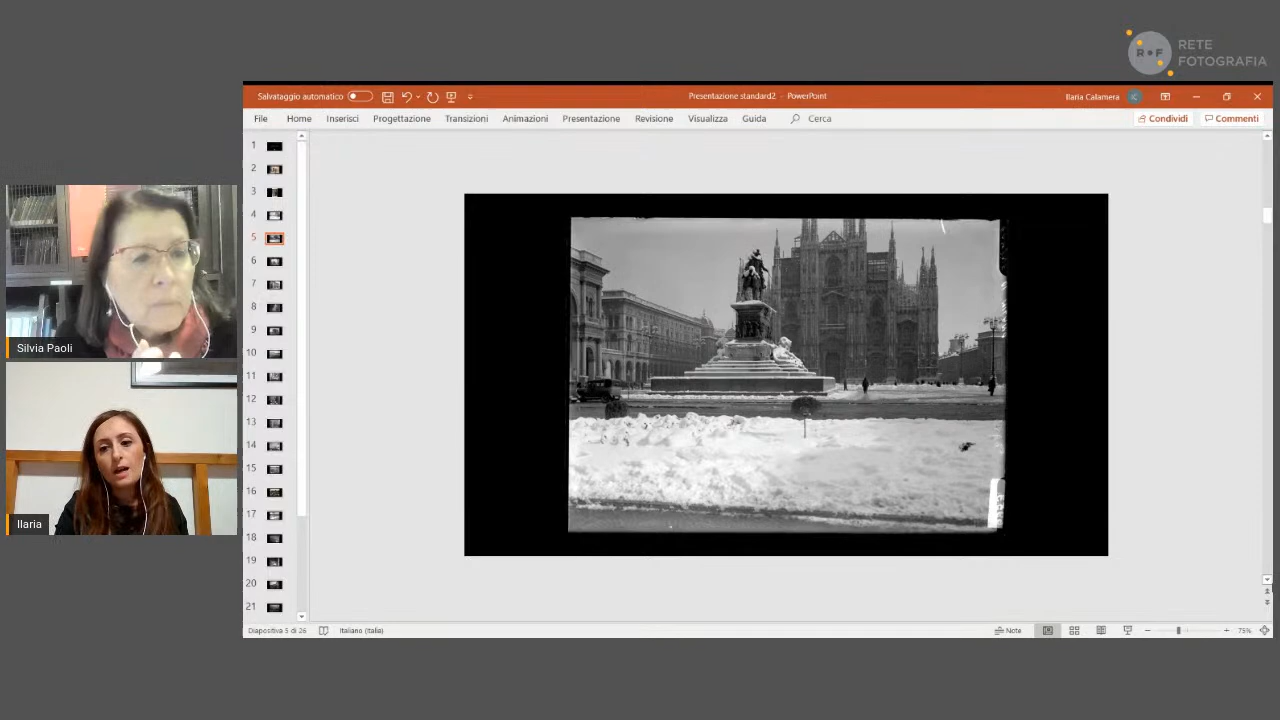 RETE
R F FOTOGRAFIA
Salvataggio automatico
Presentazione standard2 - PowerPoint
Ilaria Calamera
IC
File Home Inserisci Progettazione Transizioni Animazioni Presentazione Revisione Visualizza Guida Cerca
Condividi Commenti
1
2
3
4
5
6
7
8
9
10
11
12
13
14
15
16
17
18
19
20
21
Silvia Paoli
Ilaria
Diapositiva 5 di 26 Italiano (Italia)
Note
75%